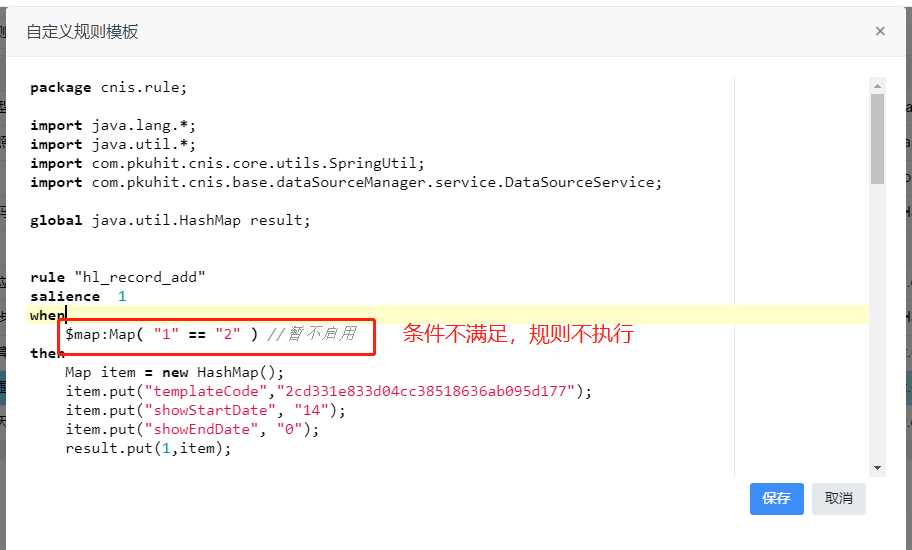 自定义规则模板
×
package cnis.rule;
import java.lang.*;
import java.util.*;
import com.pkuhit.cnis.core.utils.SpringUtil;
import com.pkuhit.cnis.base.dataSourceManager.service.DataSourceService;
global java.util.HashMap result;
rule "hl_record_add"
salience  1
when
$map:Map( "1" == "2" ) //暂不启用
条件不满足，规则不执行
then
Map item = new HashMap();
item.put("templateCode","2cd331e833d04cc38518636ab095d177");
item.put("showStartDate", "14");
item.put("showEndDate", "0");
result.put(1,item);
保存
取消